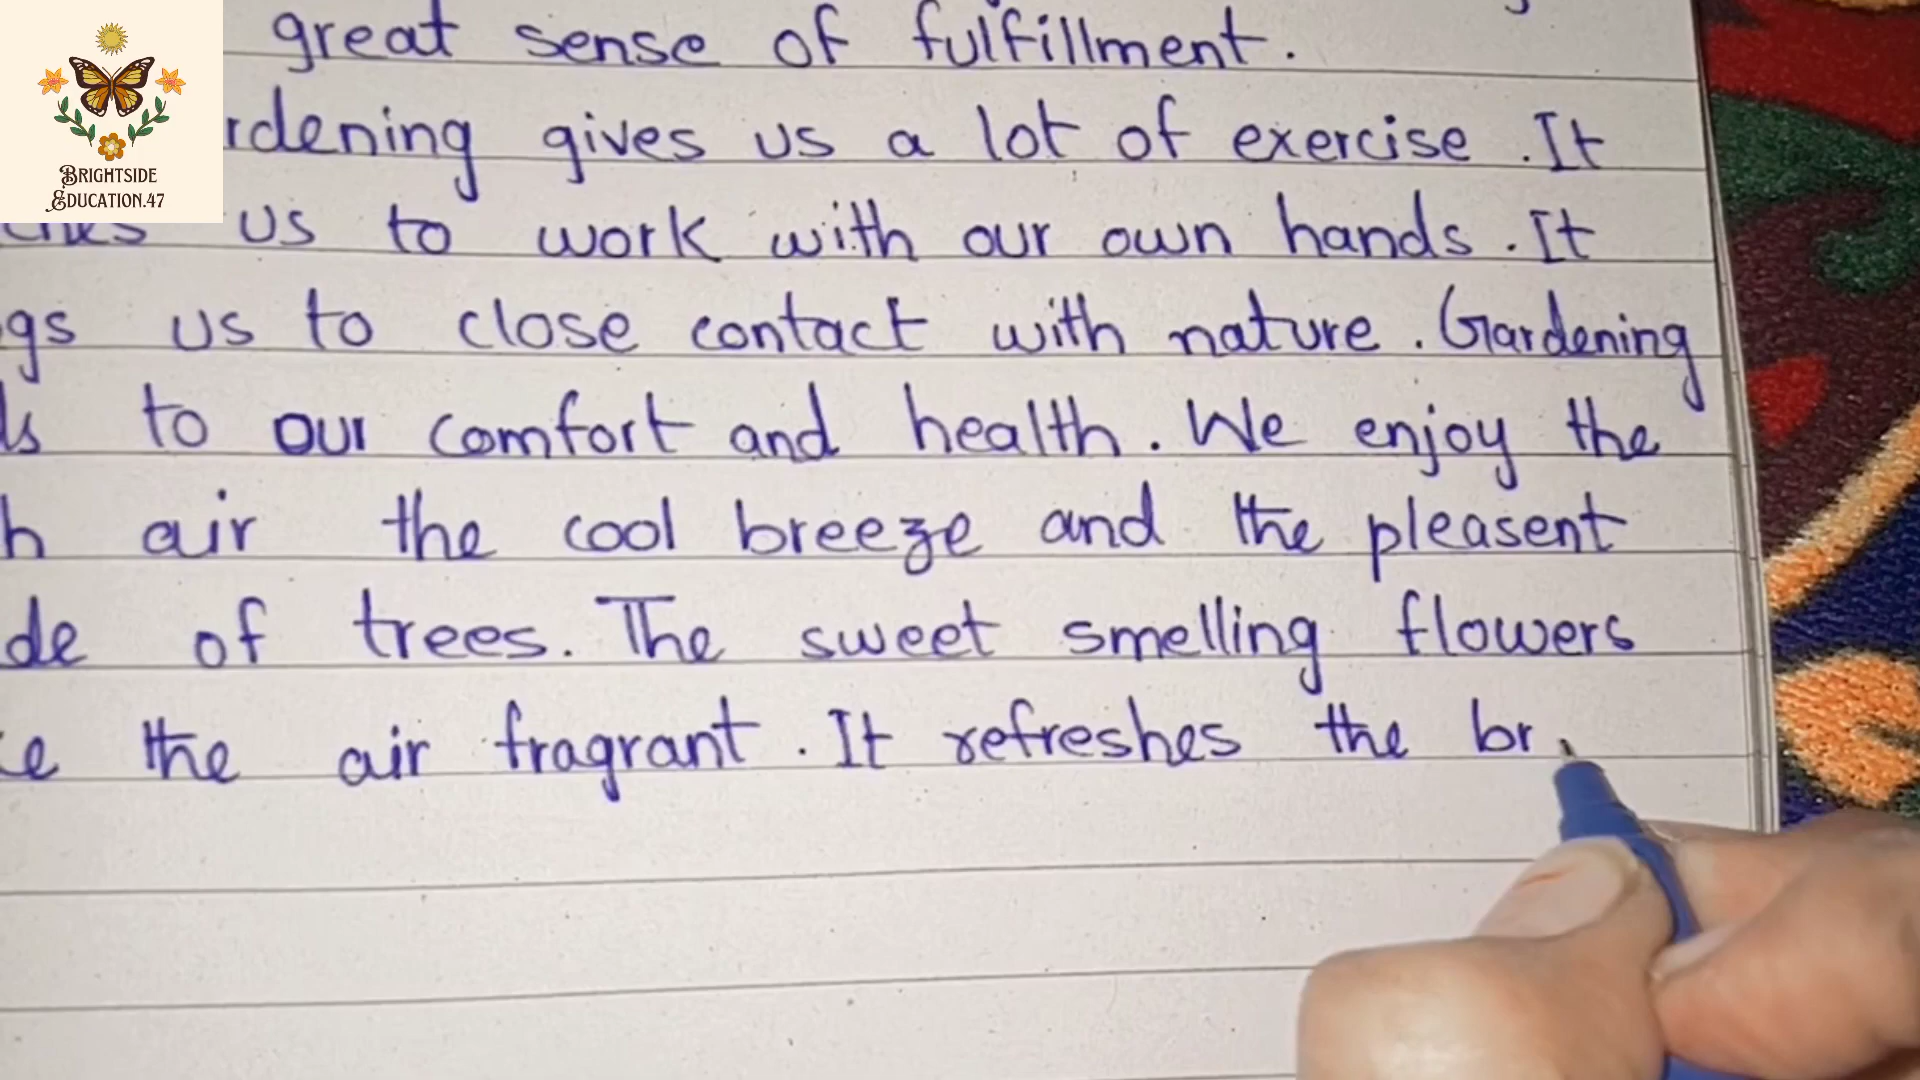 BRIGHTSIDE
EDUCATION.47
great sense of fulfillment.
rdening gives us a lot of exercise . It
us to work with our own hands . It
gs us to close contact with nature . Gardening
ds to our comfort and health . We enjoy the
h air the cool breeze and the pleasent
de of trees. The sweet smelling flowers
e the air fragrant . It refreshes the br